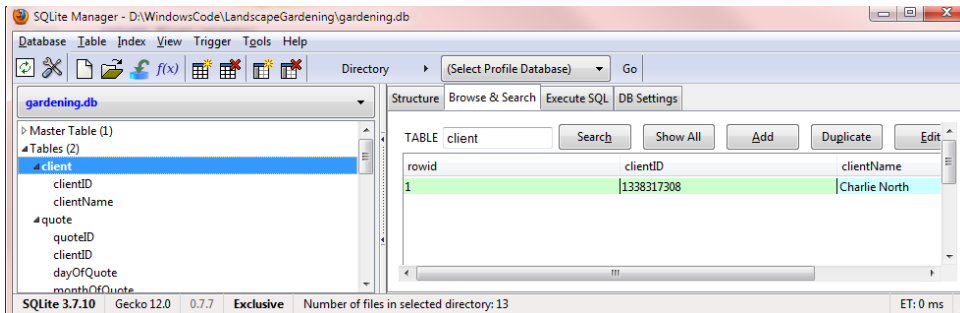 SQLite Manager - D:\WindowsCode\LandscapeGardening\gardening.db
Database Table Index View Trigger Tools Help
f(x) Directory (Select Profile Database) Go
gardening.db
Structure Browse & Search Execute SQL DB Settings
Master Table (1)
Tables (2)
client
clientID
clientName
quote
quoteID
clientID
dayOfQuote
monthOfQuote
TABLE client Search Show All Add Duplicate Edit
rowid clientID clientName
1 1338317308 Charlie North
SQLite 3.7.10 Gecko 12.0 0.7.7 Exclusive Number of files in selected directory: 13 ET: 0 ms